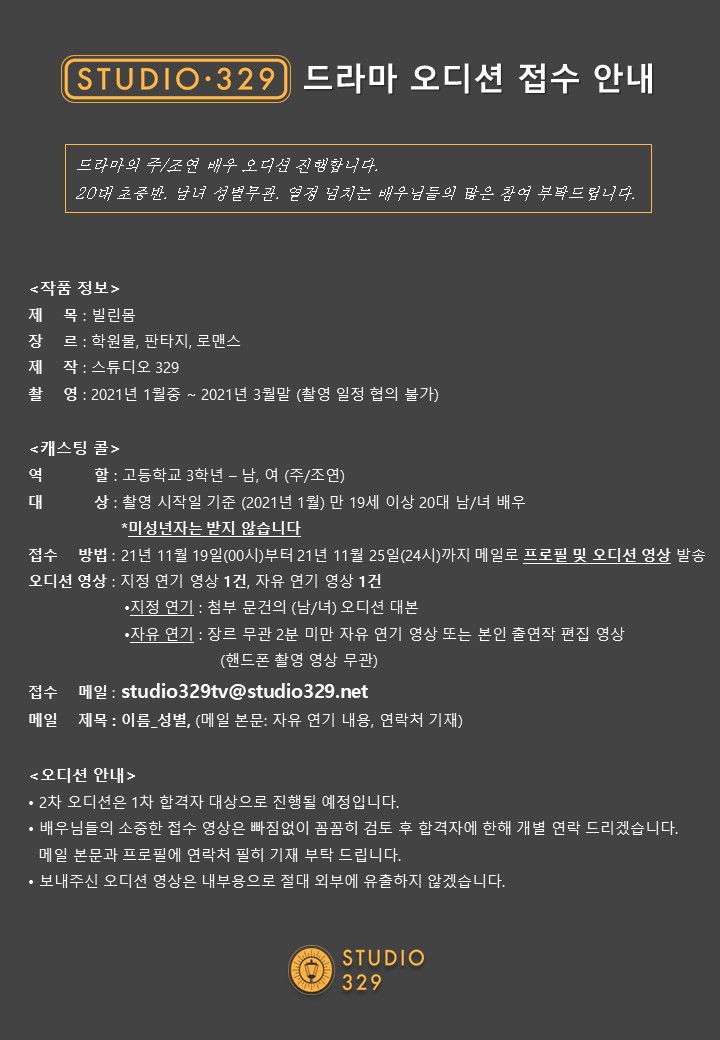 STUDIO·329 드라마 오디션 접수 안내
드라마의 주/조연 배우 오디션 진행합니다.
20대 초중반. 남녀 성별무관. 열정 넘치는 배우님들의 많은 참여 부탁드립니다.
<작품 정보>
제 목 : 빌린몸
장 르 : 학원물, 판타지, 로맨스
제 작 : 스튜디오 329
촬 영 : 2021년 1월중 ~ 2021년 3월말 (촬영 일정 협의 불가)
<캐스팅 콜>
역 할 : 고등학교 3학년 – 남, 여 (주/조연)
대 상 : 촬영 시작일 기준 (2021년 1월) 만 19세 이상 20대 남/녀 배우
*미성년자는 받지 않습니다
접수 방법 : 21년 11월 19일(00시)부터 21년 11월 25일(24시)까지 메일로 프로필 및 오디션 영상 발송
오디션 영상 : 지정 연기 영상 1건, 자유 연기 영상 1건
•지정 연기 : 첨부 문건의 (남/녀) 오디션 대본
•자유 연기 : 장르 무관 2분 미만 자유 연기 영상 또는 본인 출연작 편집 영상
(핸드폰 촬영 영상 무관)
접수 메일 : studio329tv@studio329.net
메일 제목 : 이름_성별, (메일 본문: 자유 연기 내용, 연락처 기재)
<오디션 안내>
• 2차 오디션은 1차 합격자 대상으로 진행될 예정입니다.
• 배우님들의 소중한 접수 영상은 빠짐없이 꼼꼼히 검토 후 합격자에 한해 개별 연락 드리겠습니다.
메일 본문과 프로필에 연락처 필히 기재 부탁 드립니다.
• 보내주신 오디션 영상은 내부용으로 절대 외부에 유출하지 않겠습니다.
STUDIO
329